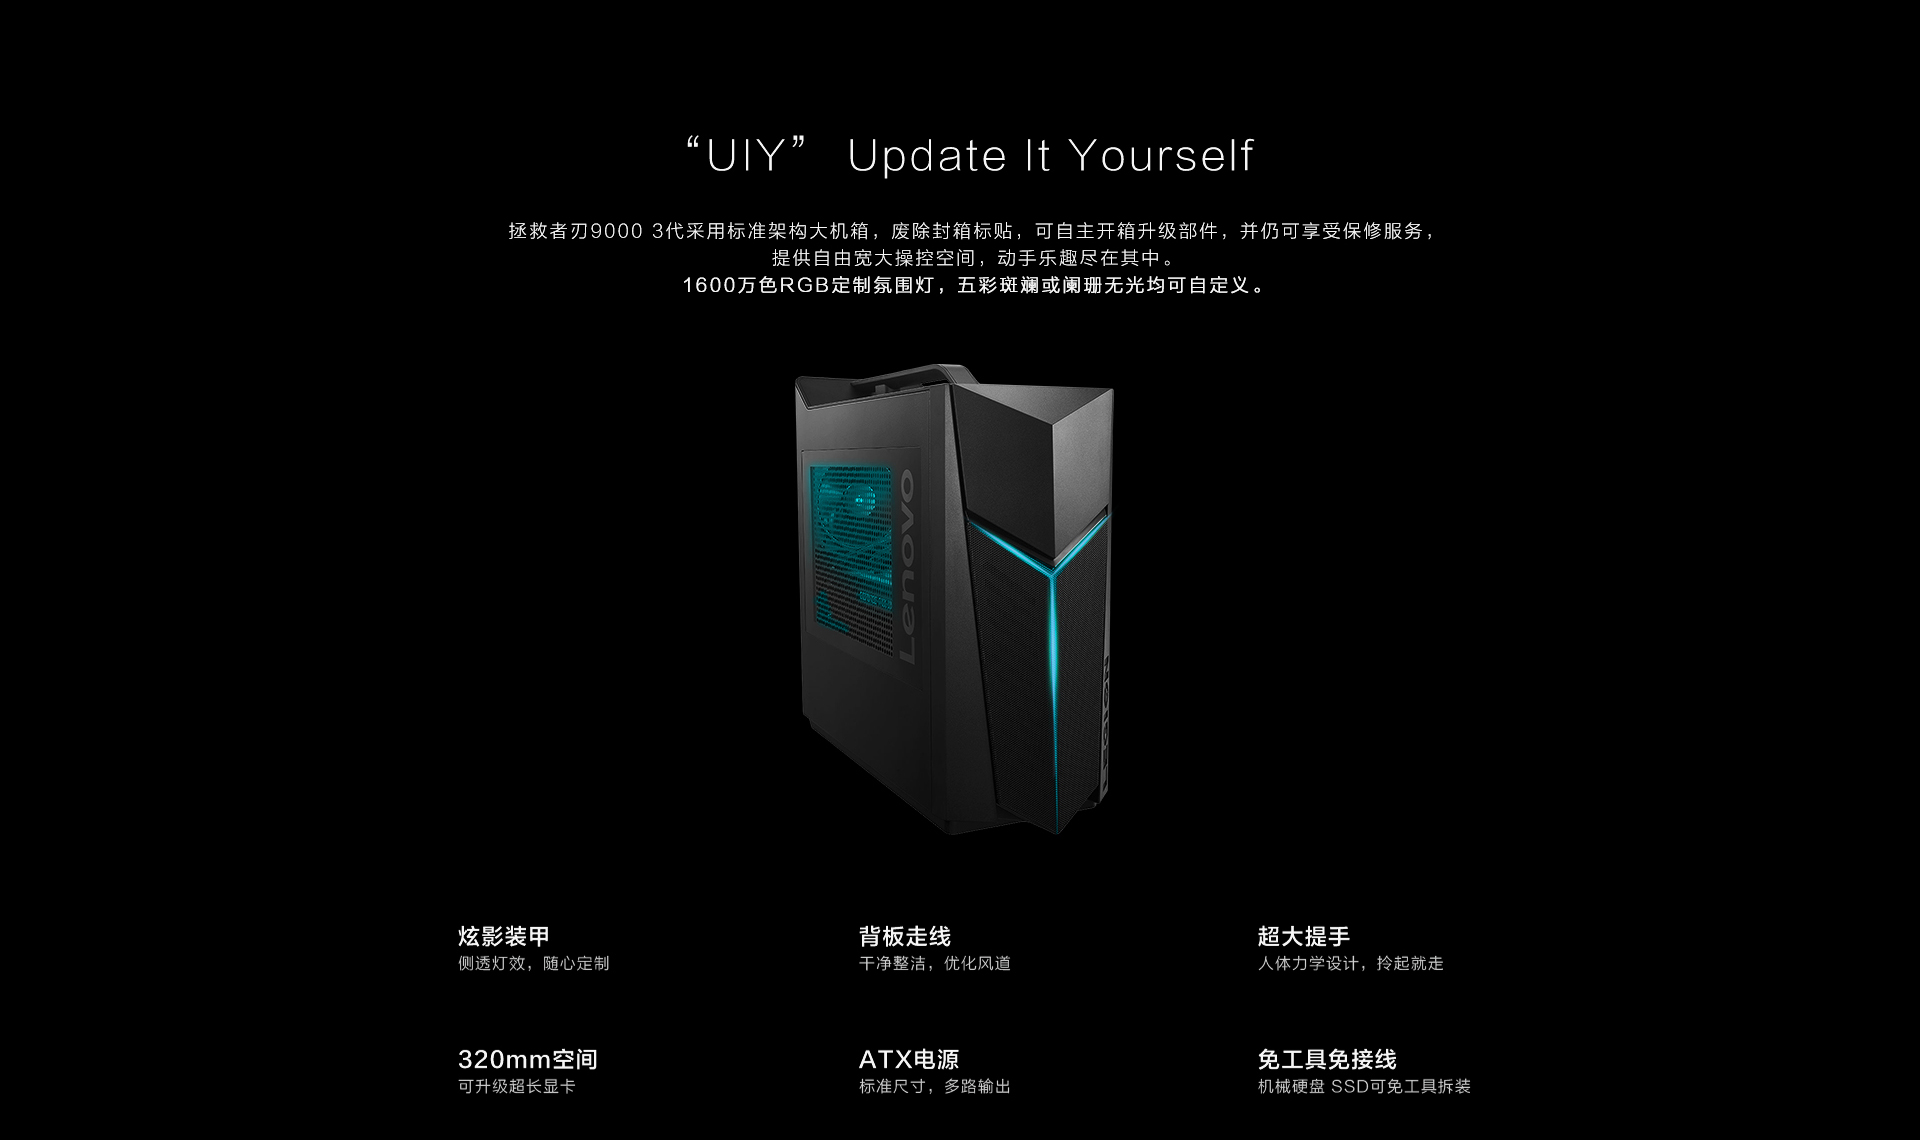 “UIY” Update It Yourself
拯救者刃9000 3代采用标准架构大机箱，废除封箱标贴，可自主开箱升级部件，并仍可享受保修服务，
提供自由宽大操控空间，动手乐趣尽在其中。
1600万色RGB定制氛围灯，五彩斑斓或阑珊无光均可自定义。
Lenovo
LEGION
炫影装甲
侧透灯效，随心定制
背板走线
干净整洁，优化风道
超大提手
人体力学设计，拎起就走
320mm空间
可升级超长显卡
ATX电源
标准尺寸，多路输出
免工具免接线
机械硬盘 SSD可免工具拆装